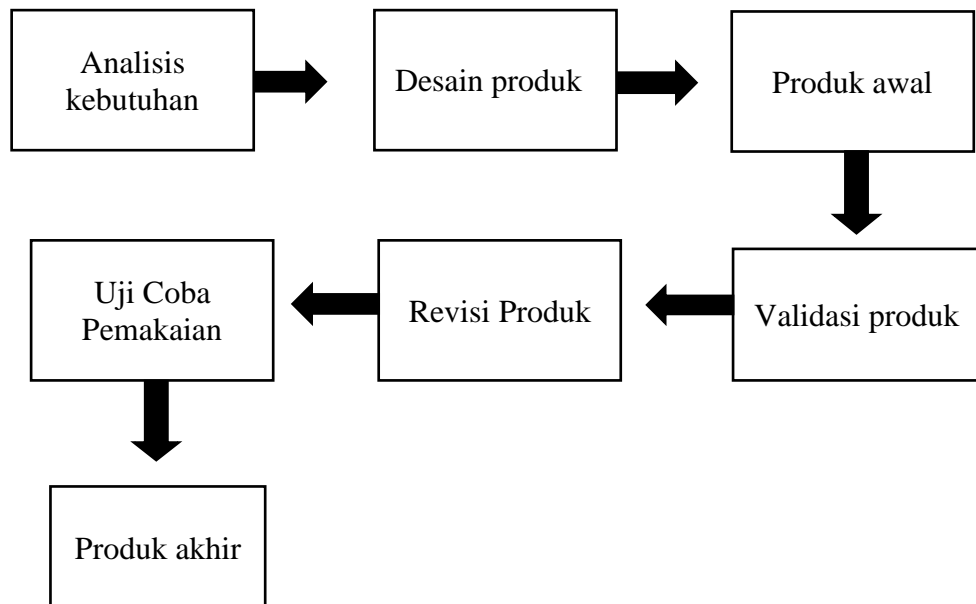 Analisis
kebutuhan
Desain produk
Produk awal
Validasi produk
Revisi Produk
Uji Coba
Pemakaian
Produk akhir